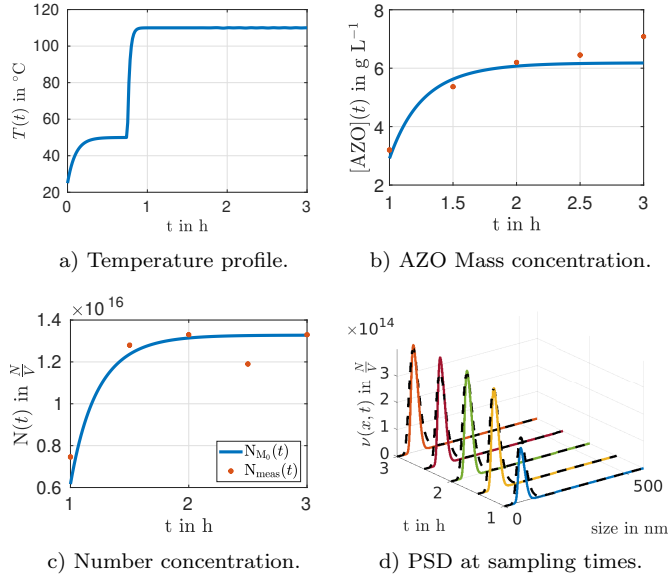 120
100
80
60
40
20
T(t) in °C
0
1
2
3
t in h
a) Temperature profile.
8
6
4
2
[AZO](t) in g L⁻¹
1
1.5
2
2.5
3
t in h
b) AZO Mass concentration.
×10¹⁶
1.4
1.2
1
0.8
0.6
N(t) in N/V
N_M₀(t)
N_meas(t)
1
2
3
t in h
c) Number concentration.
×10¹⁴
3
2
1
0
ν(x, t) in N/V
3
2
1
t in h
0
500
size in nm
d) PSD at sampling times.